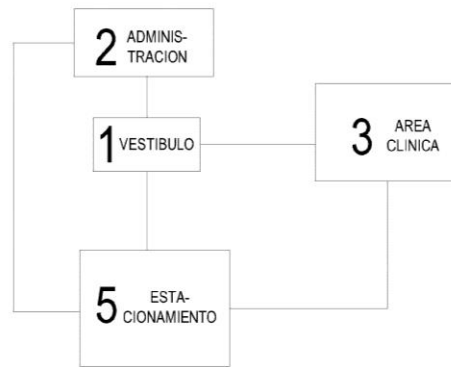 2 ADMINIS-
TRACION
1 VESTIBULO
3 AREA
CLINICA
5 ESTA-
CIONAMIENTO